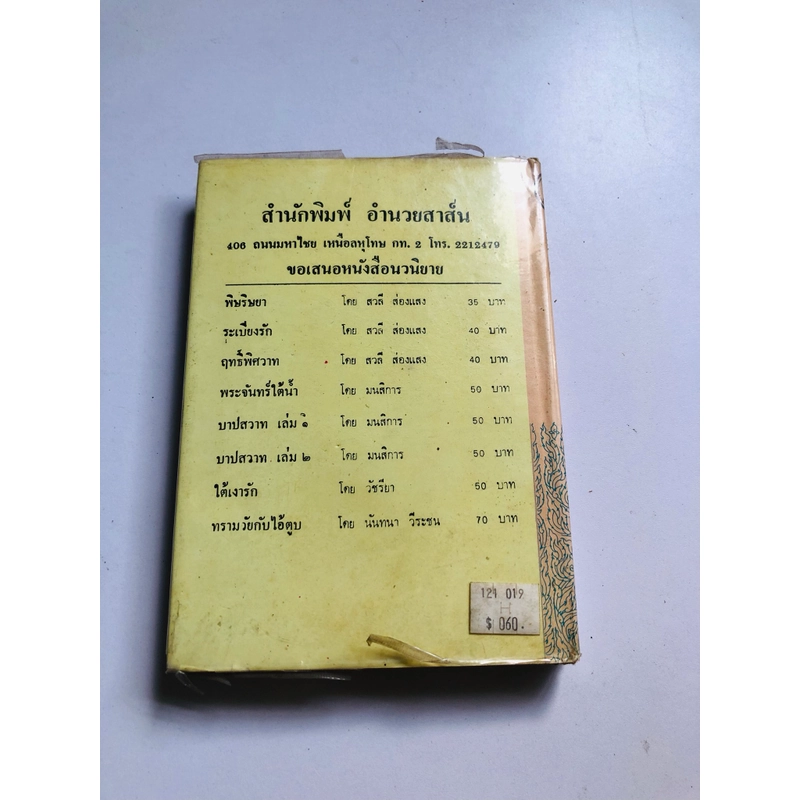 สำนักพิมพ์ อำนวยสาส์น
406 ถนนมหาไชย เหนือลหุโทษ กท. 2 โทร. 2212479
ขอเสนอหนังสือนวนิยาย
พิษริษยา โดย สวลี ส่องแสง 35 บาท
ระเบียงรัก โดย สวลี ส่องแสง 40 บาท
ฤทธิ์พิศวาท โดย สวลี ส่องแสง 40 บาท
พระจันทร์ใต้น้ำ โดย มนสิการ 50 บาท
บาปสวาท เล่ม ๑ โดย มนสิการ 50 บาท
บาปสวาท เล่ม ๒ โดย มนสิการ 50 บาท
ใต้เงารัก โดย วัชรียา 50 บาท
ทรามวัยกับไอ้ตูบ โดย นันทนา วีระชน 70 บาท
121 019
H
$ 060.